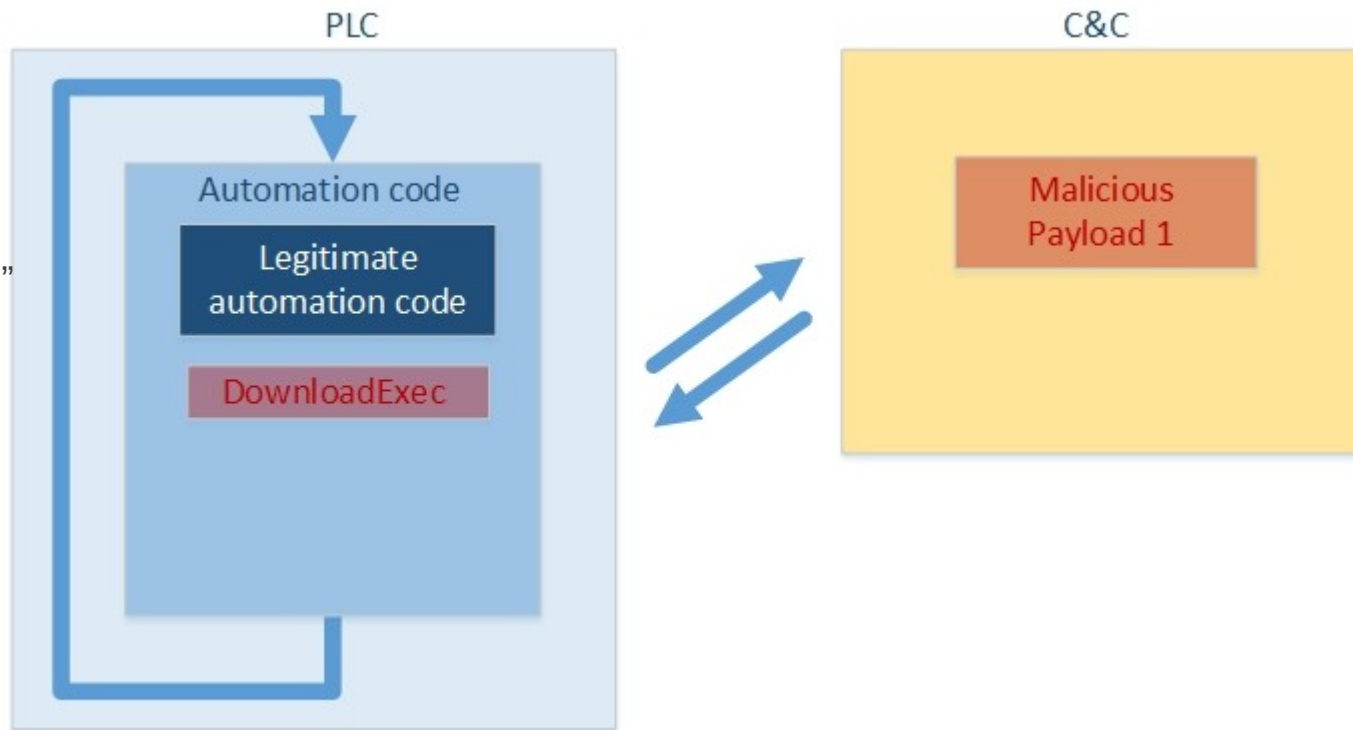 PLC
C&C
Automation code
Legitimate
automation code
DownloadExec
Malicious
Payload 1
”